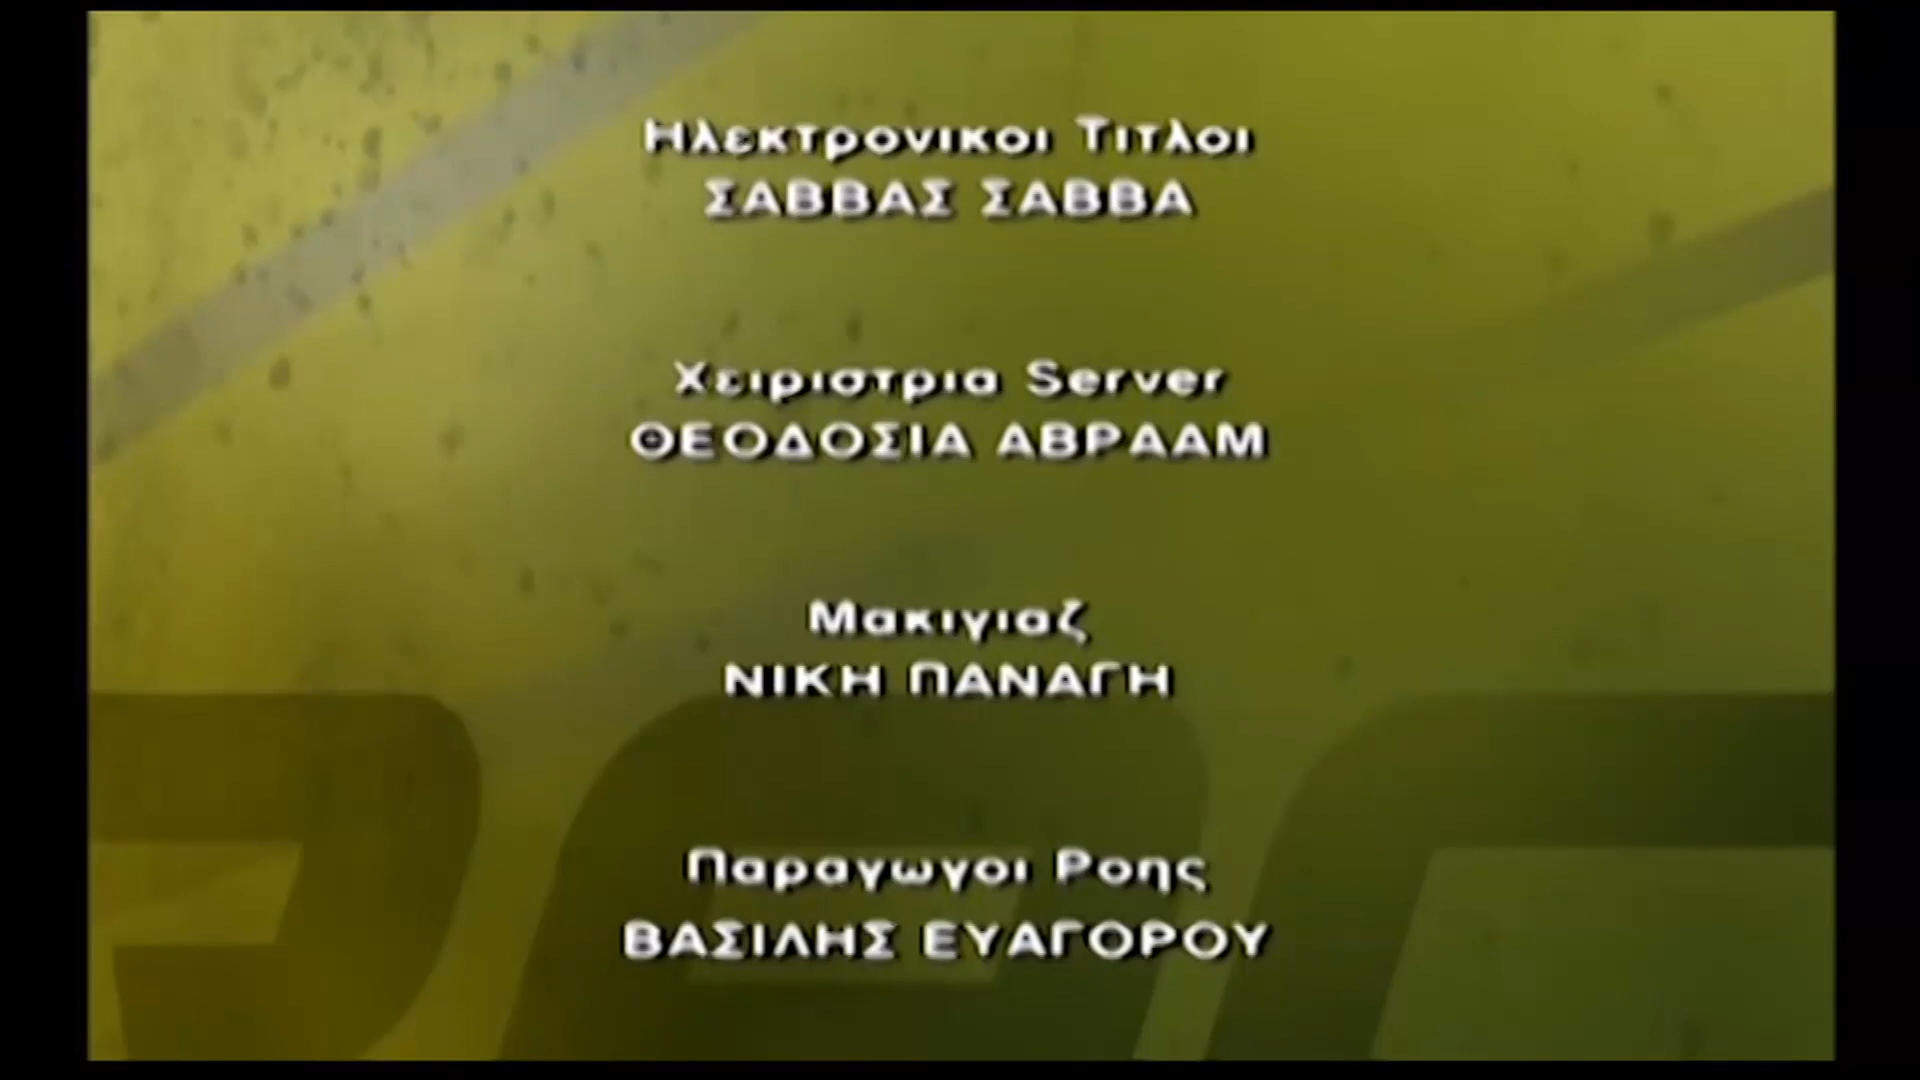 Ηλεκτρονικοι Τιτλοι
ΣΑΒΒΑΣ ΣΑΒΒΑ
Χειριστρια Server
ΘΕΟΔΟΣΙΑ ΑΒΡΑΑΜ
Μακιγιαζ
ΝΙΚΗ ΠΑΝΑΓΗ
Παραγωγοι Ροης
ΒΑΣΙΛΗΣ ΕΥΑΓΟΡΟΥ